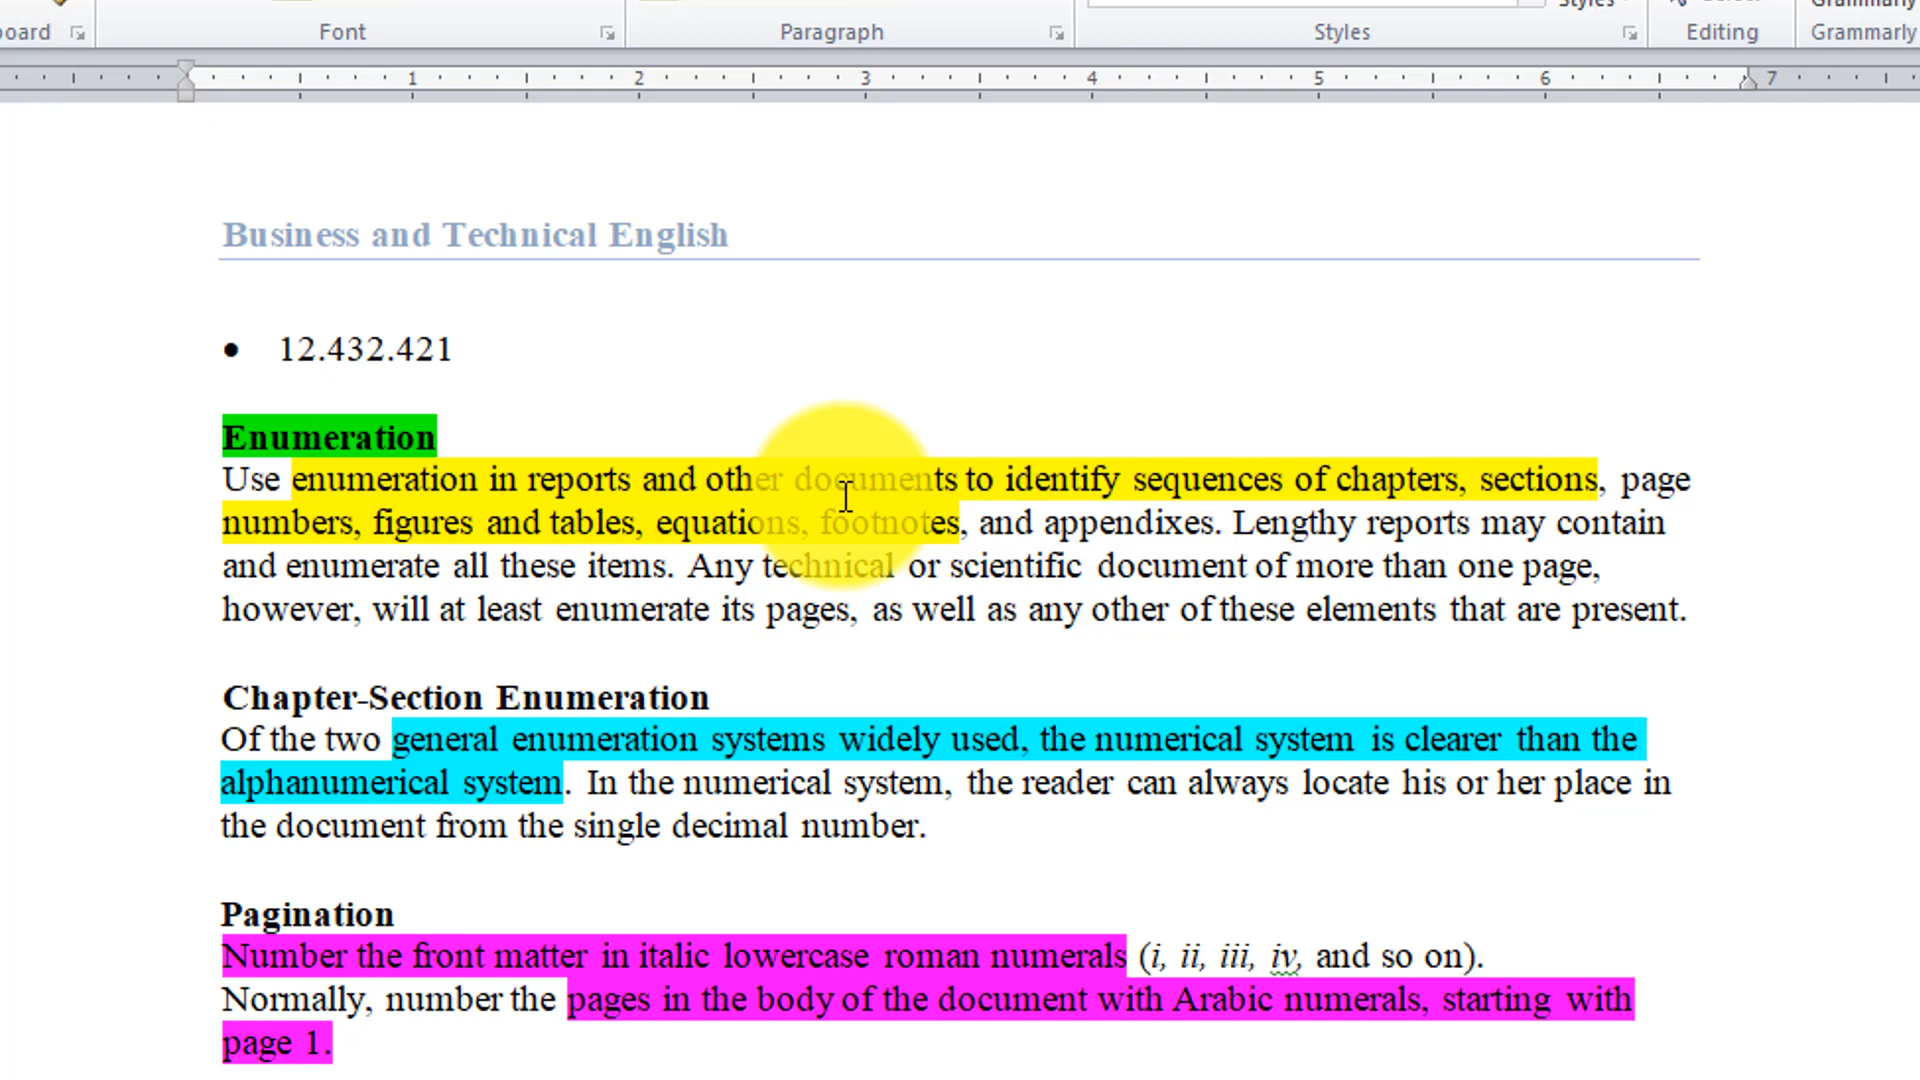 board Font Paragraph Styles Editing Grammarly
1 2 3 4 5 6 7
Business and Technical English
• 12.432.421
Enumeration
Use enumeration in reports and other documents to identify sequences of chapters, sections, page
numbers, figures and tables, equations, footnotes, and appendixes. Lengthy reports may contain
and enumerate all these items. Any technical or scientific document of more than one page,
however, will at least enumerate its pages, as well as any other of these elements that are present.
Chapter-Section Enumeration
Of the two general enumeration systems widely used, the numerical system is clearer than the
alphanumerical system. In the numerical system, the reader can always locate his or her place in
the document from the single decimal number.
Pagination
Number the front matter in italic lowercase roman numerals (i, ii, iii, iv, and so on).
Normally, number the pages in the body of the document with Arabic numerals, starting with
page 1.